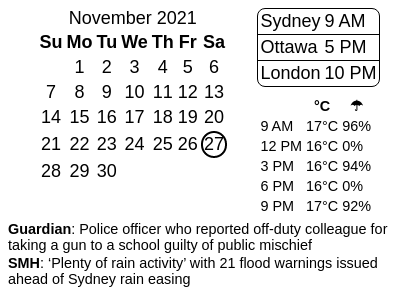 November 2021
Su Mo Tu We Th Fr Sa
1 2 3 4 5 6
7 8 9 10 11 12 13
14 15 16 17 18 19 20
21 22 23 24 25 26 27
28 29 30
Sydney 9 AM
Ottawa 5 PM
London 10 PM
°C ☂
9 AM 17°C 96%
12 PM 16°C 0%
3 PM 16°C 94%
6 PM 16°C 0%
9 PM 17°C 92%
Guardian: Police officer who reported off-duty colleague for
taking a gun to a school guilty of public mischief
SMH: ‘Plenty of rain activity’ with 21 flood warnings issued
ahead of Sydney rain easing